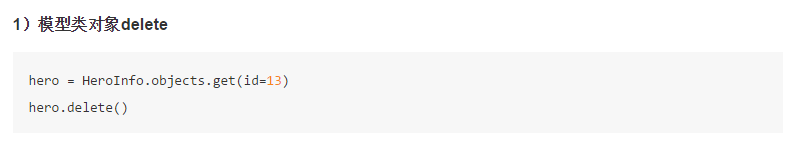 1）模型类对象delete
hero = HeroInfo.objects.get(id=13)
hero.delete()